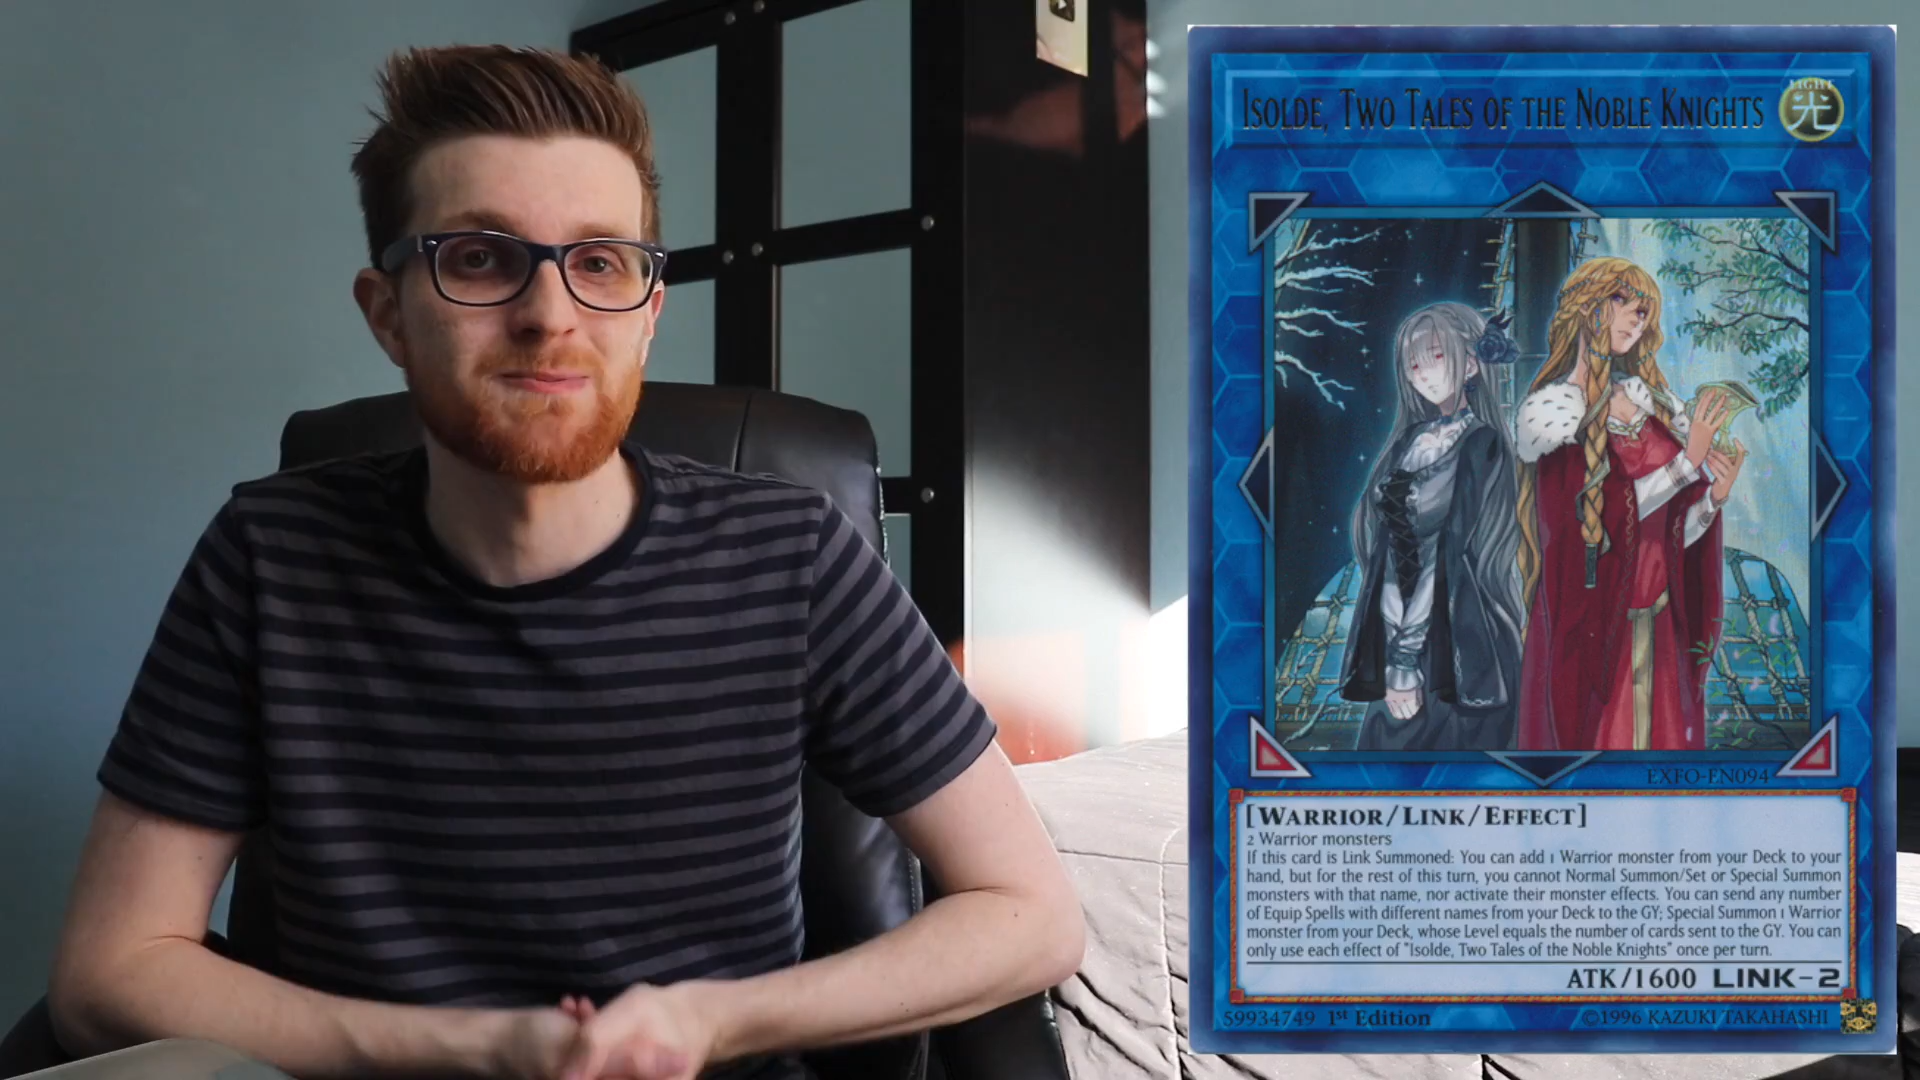 ISOLDE, TWO TALES OF THE NOBLE KNIGHTS
LIGHT
光
EXFO-EN094
[WARRIOR/LINK/EFFECT]
2 Warrior monsters
If this card is Link Summoned: You can add 1 Warrior monster from your Deck to your
hand, but for the rest of this turn, you cannot Normal Summon/Set or Special Summon
monsters with that name, nor activate their monster effects. You can send any number
of Equip Spells with different names from your Deck to the GY; Special Summon 1 Warrior
monster from your Deck, whose Level equals the number of cards sent to the GY. You can
only use each effect of "Isolde, Two Tales of the Noble Knights" once per turn.
ATK/1600 LINK-2
59934749 1st Edition
©1996 KAZUKI TAKAHASHI